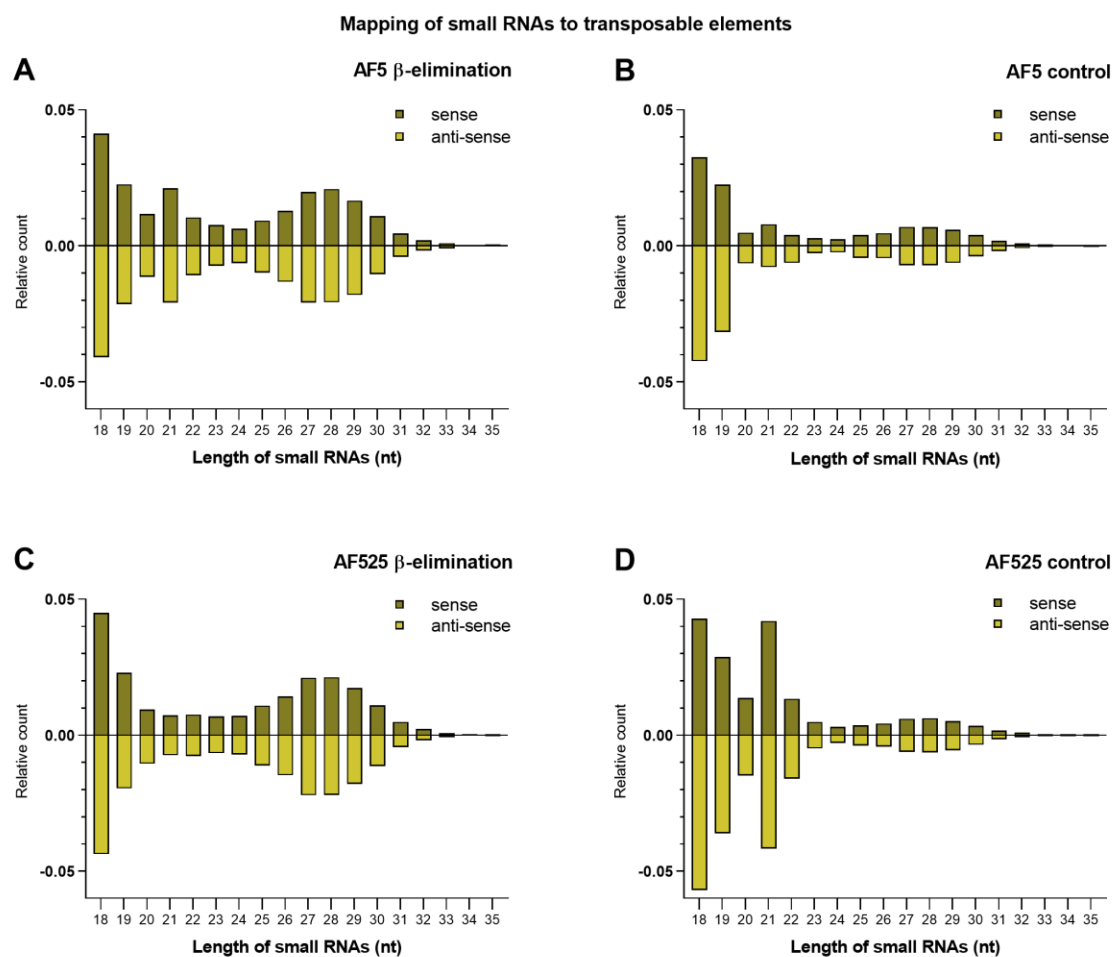 Mapping of small RNAs to transposable elements
A
AF5 β-elimination
sense
anti-sense
0.05
0.00
-0.05
Relative count
18 19 20 21 22 23 24 25 26 27 28 29 30 31 32 33 34 35
Length of small RNAs (nt)
B
AF5 control
sense
anti-sense
0.05
0.00
-0.05
Relative count
18 19 20 21 22 23 24 25 26 27 28 29 30 31 32 33 34 35
Length of small RNAs (nt)
C
AF525 β-elimination
sense
anti-sense
0.05
0.00
-0.05
Relative count
18 19 20 21 22 23 24 25 26 27 28 29 30 31 32 33 34 35
Length of small RNAs (nt)
D
AF525 control
sense
anti-sense
0.05
0.00
-0.05
Relative count
18 19 20 21 22 23 24 25 26 27 28 29 30 31 32 33 34 35
Length of small RNAs (nt)